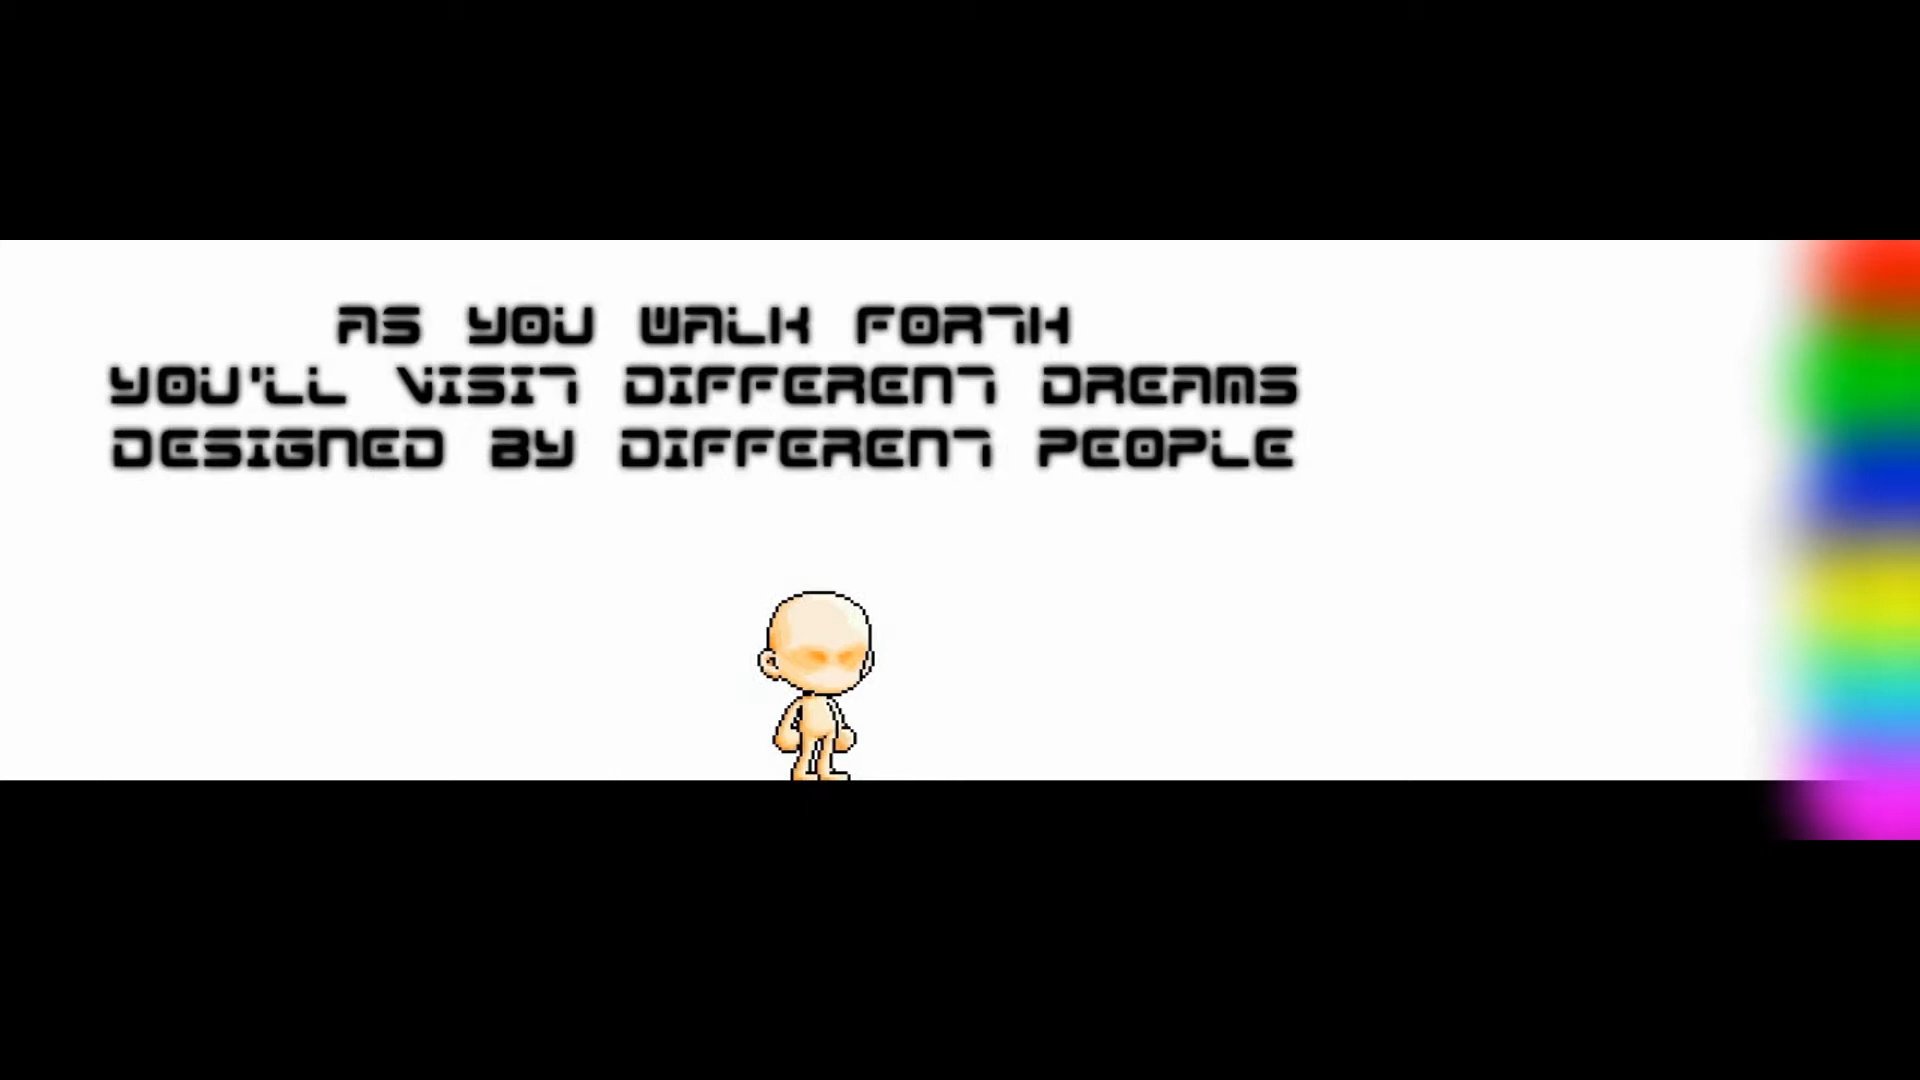 AS YOU WALK FORTH
YOU'LL VISIT DIFFERENT DREAMS
DESIGNED BY DIFFERENT PEOPLE